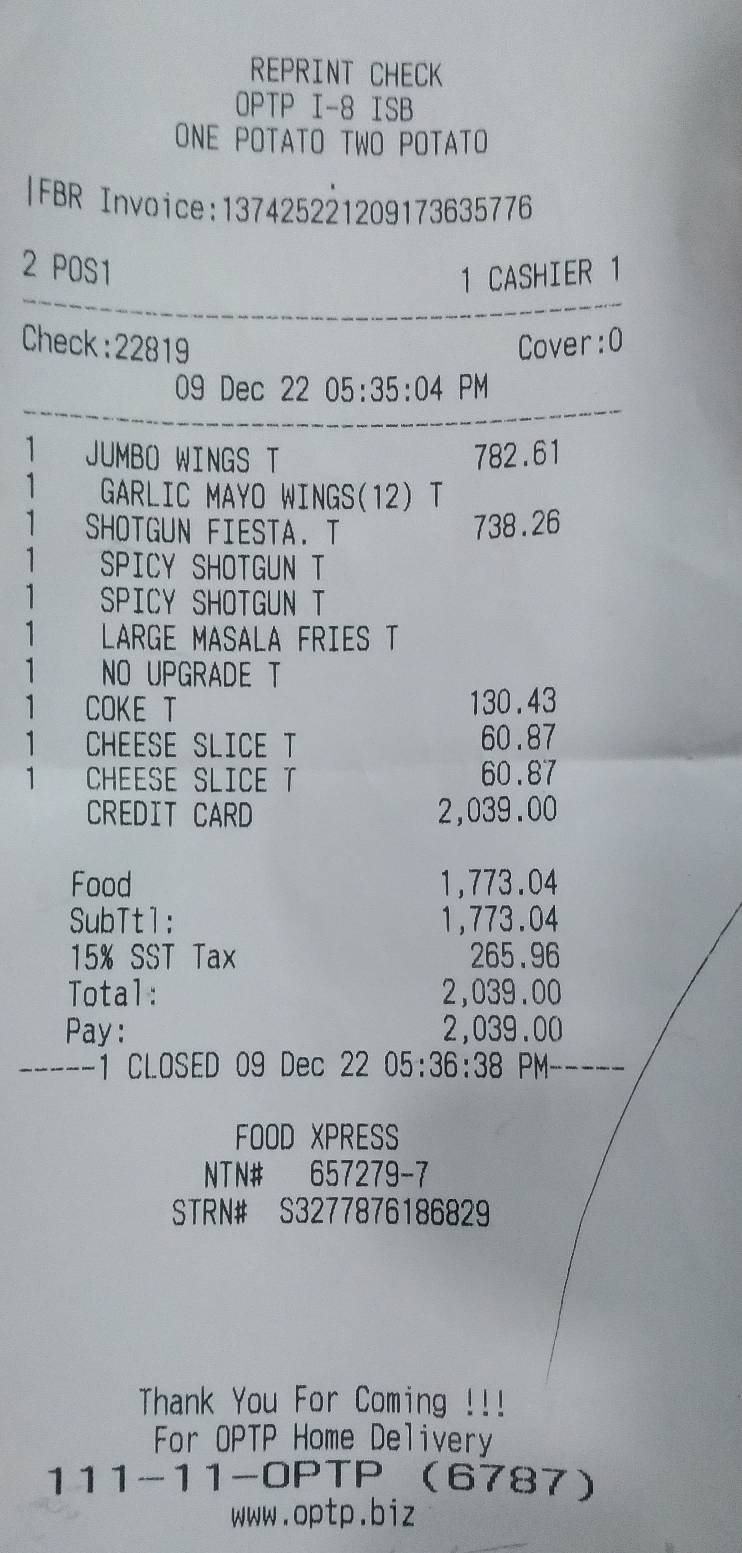 REPRINT CHECK
OPTP I-8 ISB
ONE POTATO TWO POTATO
|FBR Invoice:137425221209173635776
2 POS1 1 CASHIER 1
--------------------------------
Check:22819 Cover:0
09 Dec 22 05:35:04 PM
--------------------------------
1 JUMBO WINGS T 782.61
1 GARLIC MAYO WINGS(12) T
1 SHOTGUN FIESTA. T 738.26
1 SPICY SHOTGUN T
1 SPICY SHOTGUN T
1 LARGE MASALA FRIES T
1 NO UPGRADE T
1 COKE T 130.43
1 CHEESE SLICE T 60.87
1 CHEESE SLICE T 60.87
CREDIT CARD 2,039.00
Food 1,773.04
SubTtl: 1,773.04
15% SST Tax 265.96
Total: 2,039.00
Pay: 2,039.00
-----1 CLOSED 09 Dec 22 05:36:38 PM-----
FOOD XPRESS
NTN# 657279-7
STRN# S3277876186829
Thank You For Coming !!!
For OPTP Home Delivery
111-11-OPTP (6787)
www.optp.biz